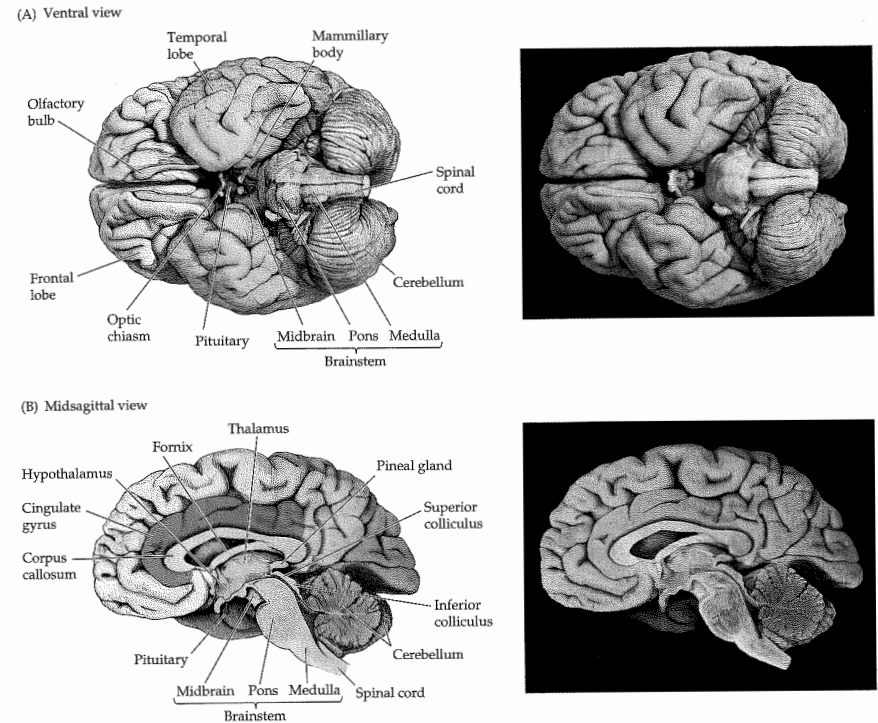 (A) Ventral view
Temporal
lobe
Mammillary
body
Olfactory
bulb
Spinal
cord
Frontal
lobe
Cerebellum
Optic
chiasm
Pituitary
Midbrain Pons Medulla
Brainstem
(B) Midsagittal view
Thalamus
Fornix
Pineal gland
Hypothalamus
Superior
colliculus
Cingulate
gyrus
Corpus
callosum
Inferior
colliculus
Cerebellum
Pituitary
Midbrain Pons Medulla
Spinal cord
Brainstem